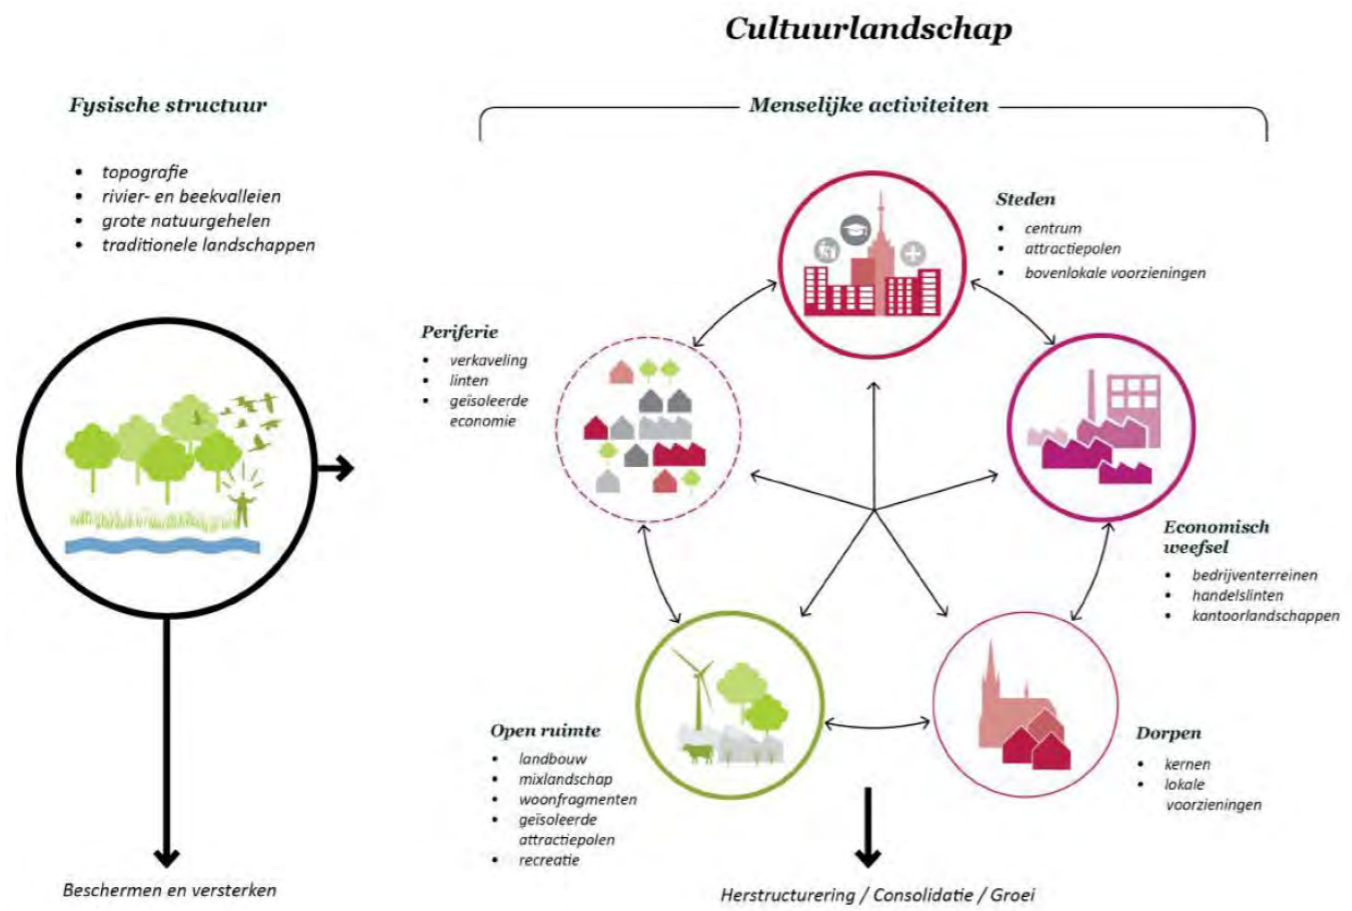 Cultuurlandschap
Fysische structuur
• topografie
• rivier- en beekvalleien
• grote natuurgehelen
• traditionele landschappen
Menselijke activiteiten
Steden
• centrum
• attractiepolen
• bovenlokale voorzieningen
Periferie
• verkaveling
• linten
• geïsoleerde
economie
Economisch
weefsel
• bedrijventerreinen
• handelslinten
• kantoorlandschappen
Open ruimte
• landbouw
• mixlandschap
• woonfragmenten
• geïsoleerde
attractiepolen
• recreatie
Dorpen
• kernen
• lokale
voorzieningen
Beschermen en versterken
Herstructurering / Consolidatie / Groei